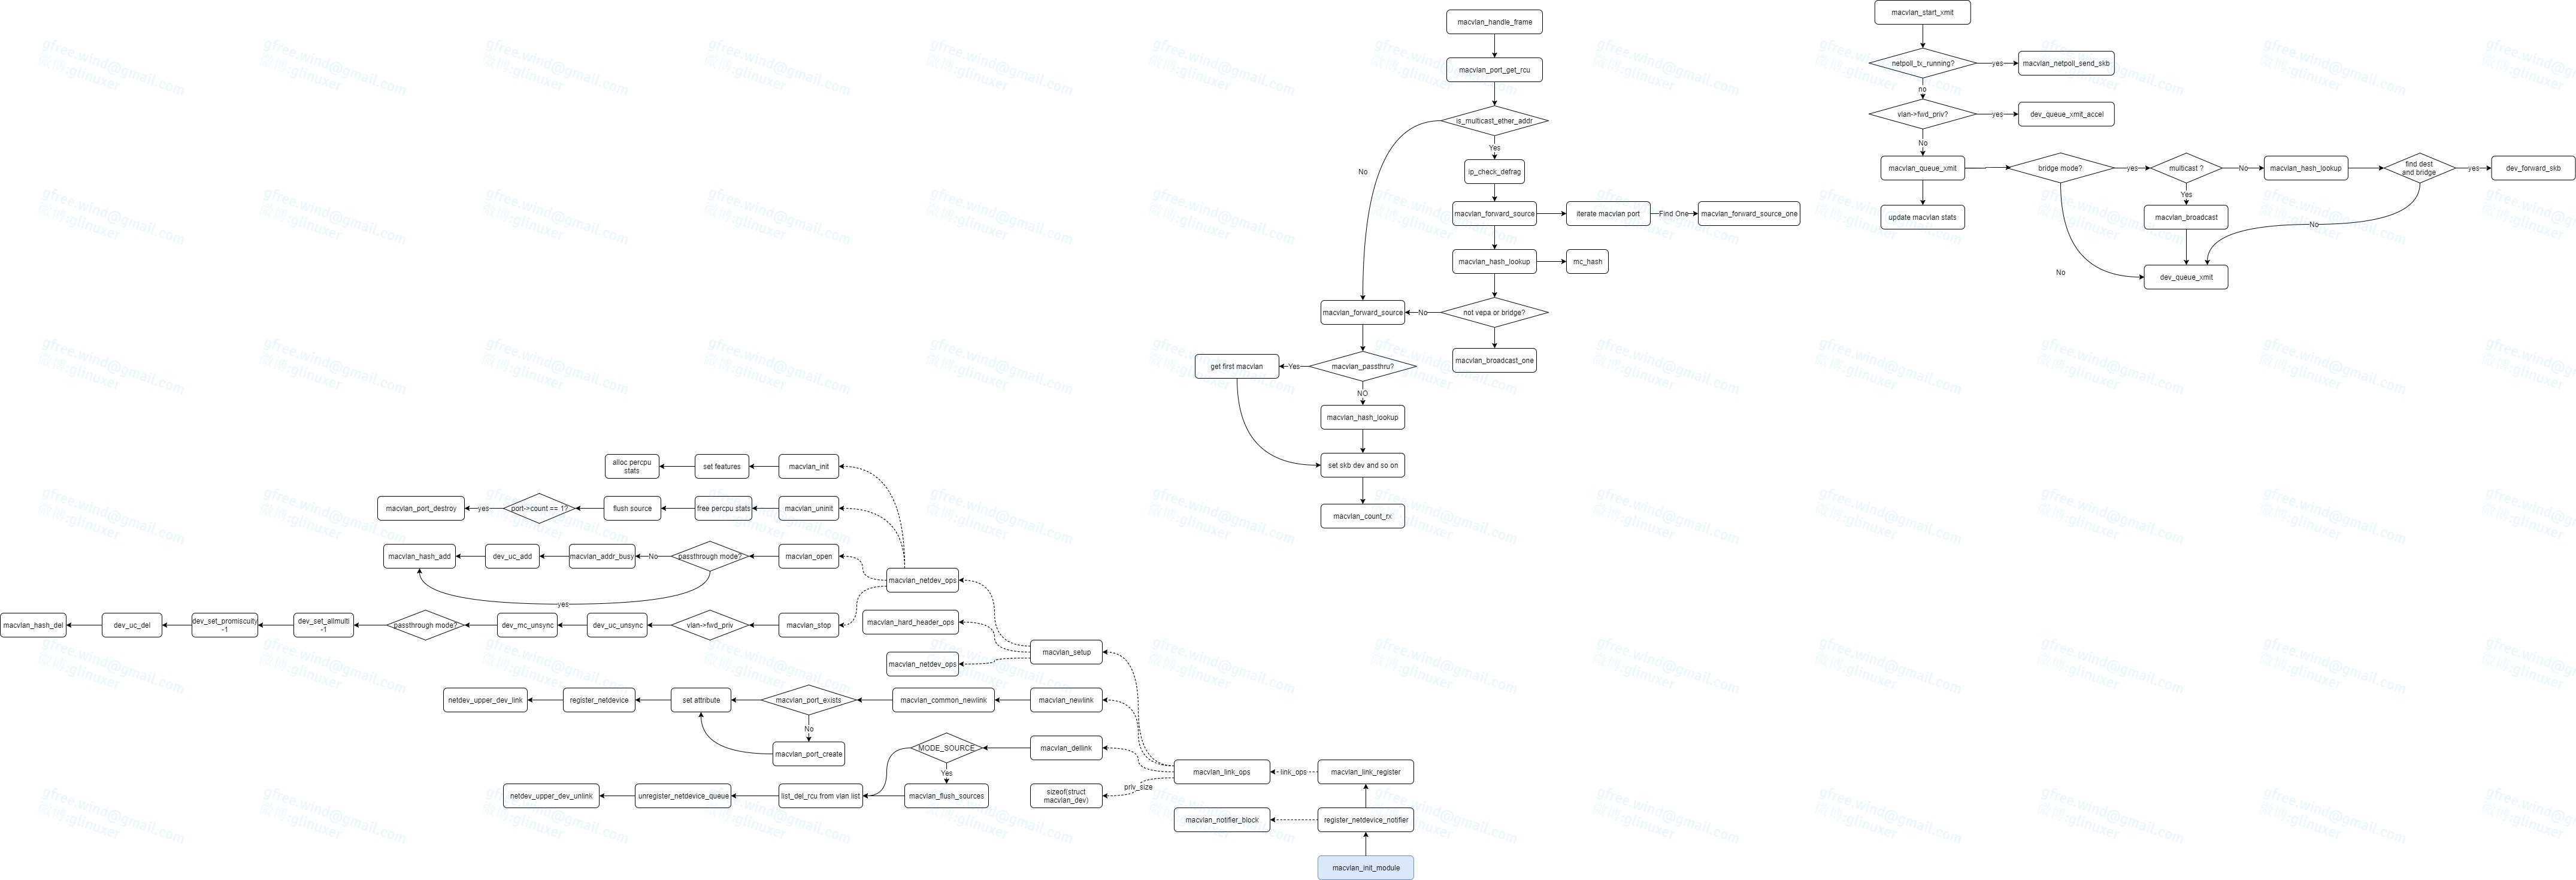 macvlan_handle_frame
macvlan_port_get_rcu
is_multicast_ether_addr
Yes
No
ip_check_defrag
macvlan_forward_source
iterate macvlan port
Find One
macvlan_forward_source_one
macvlan_hash_lookup
mc_hash
macvlan_forward_source
No
not vepa or bridge?
macvlan_broadcast_one
get first macvlan
Yes
macvlan_passthru?
NO
macvlan_hash_lookup
set skb dev and so on
macvlan_count_rx
macvlan_start_xmit
netpoll_tx_running?
yes
macvlan_netpoll_send_skb
no
vlan->fwd_priv?
yes
dev_queue_xmit_accel
No
macvlan_queue_xmit
bridge mode?
yes
multicast ?
No
macvlan_hash_lookup
find dest
and bridge
yes
dev_forward_skb
Yes
update macvlan stats
macvlan_broadcast
No
No
dev_queue_xmit
alloc percpu
stats
set features
macvlan_init
macvlan_port_destroy
yes
port->count == 1?
flush source
free percpu stats
macvlan_uninit
macvlan_hash_add
dev_uc_add
macvlan_addr_busy
No
passthrough mode?
macvlan_open
yes
macvlan_netdev_ops
macvlan_hash_del
dev_uc_del
dev_set_promiscuity
-1
dev_set_allmulti
-1
passthrough mode?
dev_mc_unsync
dev_uc_unsync
vlan->fwd_priv
macvlan_stop
macvlan_hard_header_ops
macvlan_netdev_ops
macvlan_setup
netdev_upper_dev_link
register_netdevice
set attribute
macvlan_port_exists
macvlan_common_newlink
macvlan_newlink
No
macvlan_port_create
MODE_SOURCE
macvlan_dellink
Yes
netdev_upper_dev_unlink
unregister_netdevice_queue
list_del_rcu from vlan list
macvlan_flush_sources
sizeof(struct
macvlan_dev)
priv_size
macvlan_link_ops
link_ops
macvlan_link_register
macvlan_notifier_block
register_netdevice_notifier
macvlan_init_module
gfree.wind@gmail.com
微博:glinuxer